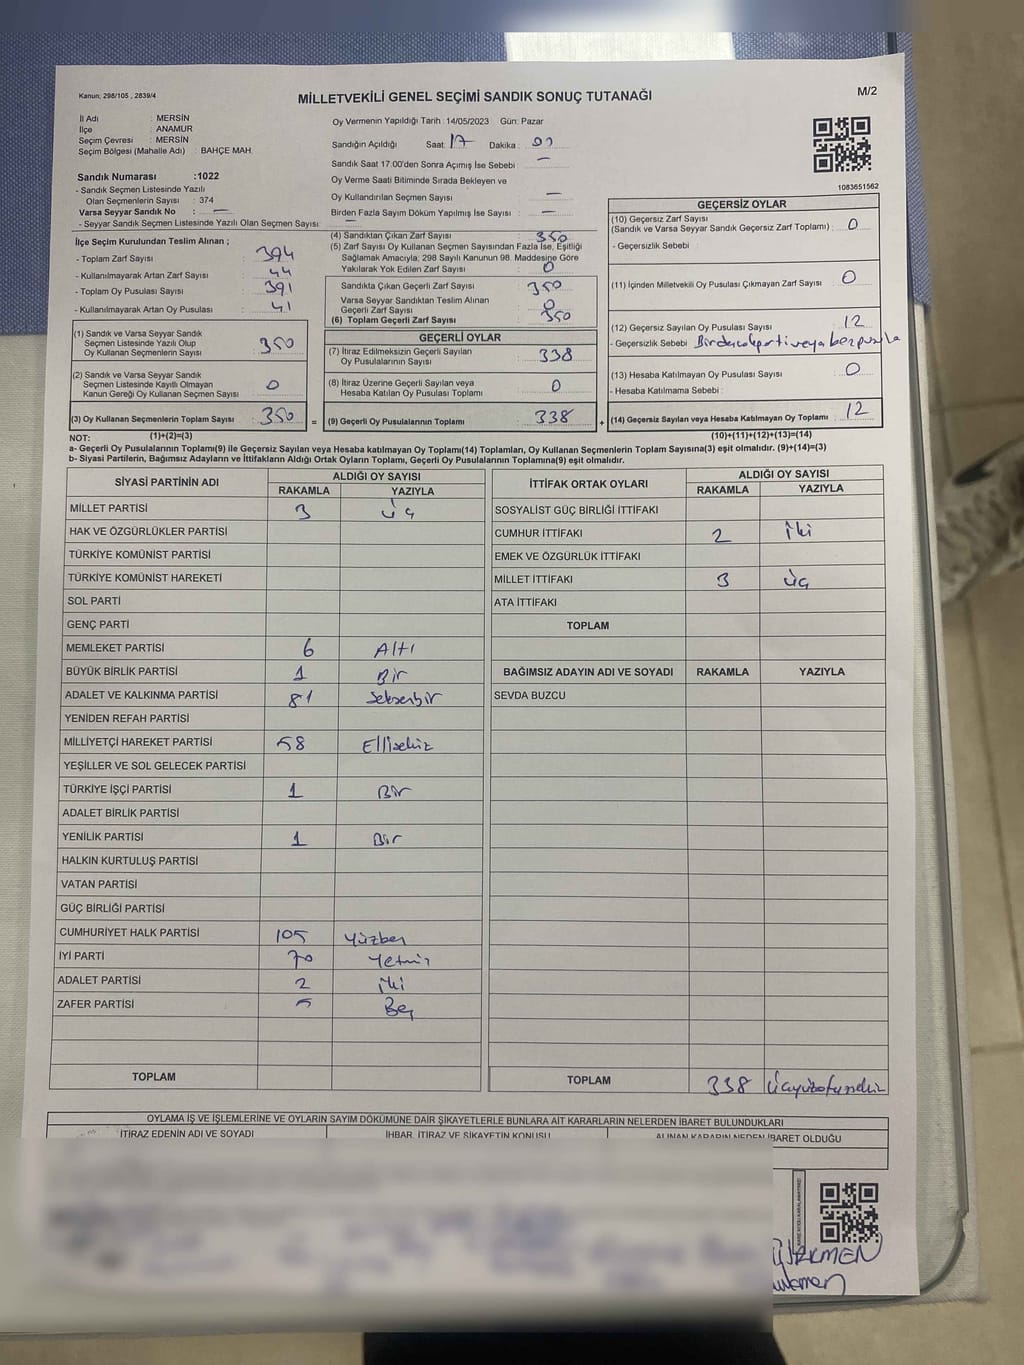 Kanun; 298/105 , 2839/4
MİLLETVEKİLİ GENEL SEÇİMİ SANDIK SONUÇ TUTANAĞI
M/2
İl Adı : MERSİN
İlçe : ANAMUR
Seçim Çevresi : MERSİN
Seçim Bölgesi (Mahalle Adı) : BAHÇE MAH.
Sandık Numarası :1022
- Sandık Seçmen Listesinde Yazılı
Olan Seçmenlerin Sayısı : 374
Varsa Seyyar Sandık No : —
- Seyyar Sandık Seçmen Listesinde Yazılı Olan Seçmen Sayısı : —
Oy Vermenin Yapıldığı Tarih : 14/05/2023 Gün: Pazar
Sandığın Açıldığı Saat: 17 Dakika :
Sandık Saat 17.00'den Sonra Açımış İse Sebebi : —
Oy Verme Saati Bitiminde Sırada Bekleyen ve
Oy Kullandırılan Seçmen Sayısı : —
Birden Fazla Sayım Döküm Yapılmış İse Sayısı : —
1083651562
İlçe Seçim Kurulundan Teslim Alınan ;
- Toplam Zarf Sayısı : 394
- Kullanılmayarak Artan Zarf Sayısı : 44
- Toplam Oy Pusulası Sayısı : 391
- Kullanılmayarak Artan Oy Pusulası : 41
(1) Sandık ve Varsa Seyyar Sandık
Seçmen Listesinde Yazılı Olup
Oy Kullanan Seçmenlerin Sayısı : 350
(2) Sandık ve Varsa Seyyar Sandık
Seçmen Listesinde Kayıtlı Olmayan
Kanun Gereği Oy Kullanan Seçmen Sayısı : 0
(3) Oy Kullanan Seçmenlerin Toplam Sayısı : 350
(4) Sandıktan Çıkan Zarf Sayısı : 350
(5) Zarf Sayısı Oy Kullanan Seçmen Sayısından Fazla İse, Eşitliği
Sağlamak Amacıyla; 298 Sayılı Kanunun 98. Maddesine Göre
Yakılarak Yok Edilen Zarf Sayısı : 0
Sandıkta Çıkan Geçerli Zarf Sayısı : 350
Varsa Seyyar Sandıktan Teslim Alınan
Geçerli Zarf Sayısı : 0
(6) Toplam Geçerli Zarf Sayısı : 350
GEÇERLİ OYLAR
(7) İtiraz Edilmeksizin Geçerli Sayılan
Oy Pusulalarının Sayısı : 338
(8) İtiraz Üzerine Geçerli Sayılan veya
Hesaba Katılan Oy Pusulası Toplamı : 0
= (9) Geçerli Oy Pusulalarının Toplamı : 338
GEÇERSİZ OYLAR
(10) Geçersiz Zarf Sayısı
(Sandık ve Varsa Seyyar Sandık Geçersiz Zarf Toplamı) : 0
- Geçersizlik Sebebi :
(11) İçinden Milletvekili Oy Pusulası Çıkmayan Zarf Sayısı : 0
(12) Geçersiz Sayılan Oy Pusulası Sayısı : 12
- Geçersizlik Sebebi :
(13) Hesaba Katılmayan Oy Pusulası Sayısı : 0
- Hesaba Katılmama Sebebi :
+ (14) Geçersiz Sayılan veya Hesaba Katılmayan Oy Toplamı : 12
NOT: (1)+(2)=(3) (10)+(11)+(12)+(13)=(14)
a- Geçerli Oy Pusulalarının Toplamı(9) ile Geçersiz Sayılan veya Hesaba katılmayan Oy Toplamı(14) Toplamları, Oy Kullanan Seçmenlerin Toplam Sayısına(3) eşit olmalıdır. (9)+(14)=(3)
b- Siyasi Partilerin, Bağımsız Adayların ve İttifakların Aldığı Ortak Oyların Toplamı, Geçerli Oy Pusulalarının Toplamına(9) eşit olmalıdır.
SİYASİ PARTİNİN ADI ALDIĞI OY SAYISI
RAKAMLA YAZIYLA
MİLLET PARTİSİ 3 üç
HAK VE ÖZGÜRLÜKLER PARTİSİ
TÜRKİYE KOMÜNİST PARTİSİ
TÜRKİYE KOMÜNİST HAREKETİ
SOL PARTİ
GENÇ PARTİ
MEMLEKET PARTİSİ 6 Altı
BÜYÜK BİRLİK PARTİSİ 1 Bir
ADALET VE KALKINMA PARTİSİ 81 Seksenbir
YENİDEN REFAH PARTİSİ
MİLLİYETÇİ HAREKET PARTİSİ 58 Ellisekiz
YEŞİLLER VE SOL GELECEK PARTİSİ
TÜRKİYE İŞÇİ PARTİSİ 1 Bir
ADALET BİRLİK PARTİSİ
YENİLİK PARTİSİ 1 Bir
HALKIN KURTULUŞ PARTİSİ
VATAN PARTİSİ
GÜÇ BİRLİĞİ PARTİSİ
CUMHURİYET HALK PARTİSİ 105 Yüzbeş
İYİ PARTİ 70 Yetmiş
ADALET PARTİSİ 2 İki
ZAFER PARTİSİ 5 Beş
TOPLAM
İTTİFAK ORTAK OYLARI ALDIĞI OY SAYISI
RAKAMLA YAZIYLA
SOSYALİST GÜÇ BİRLİĞİ İTTİFAKI
CUMHUR İTTİFAKI 2 İki
EMEK VE ÖZGÜRLÜK İTTİFAKI
MİLLET İTTİFAKI 3 üç
ATA İTTİFAKI
TOPLAM
BAĞIMSIZ ADAYIN ADI VE SOYADI RAKAMLA YAZIYLA
SEVDA BUZCU
TOPLAM 338 Üçyüzotuzsekiz
OYLAMA İŞ VE İŞLEMLERİNE VE OYLARIN SAYIM DÖKÜMÜNE DAİR ŞİKAYETLERLE BUNLARA AİT KARARLARIN NELERDEN İBARET BULUNDUKLARI
İTİRAZ EDENİN ADI VE SOYADI İHBAR, İTİRAZ VE ŞİKAYETİN KONUSU ALINAN KARARIN NEDEN İBARET OLDUĞU